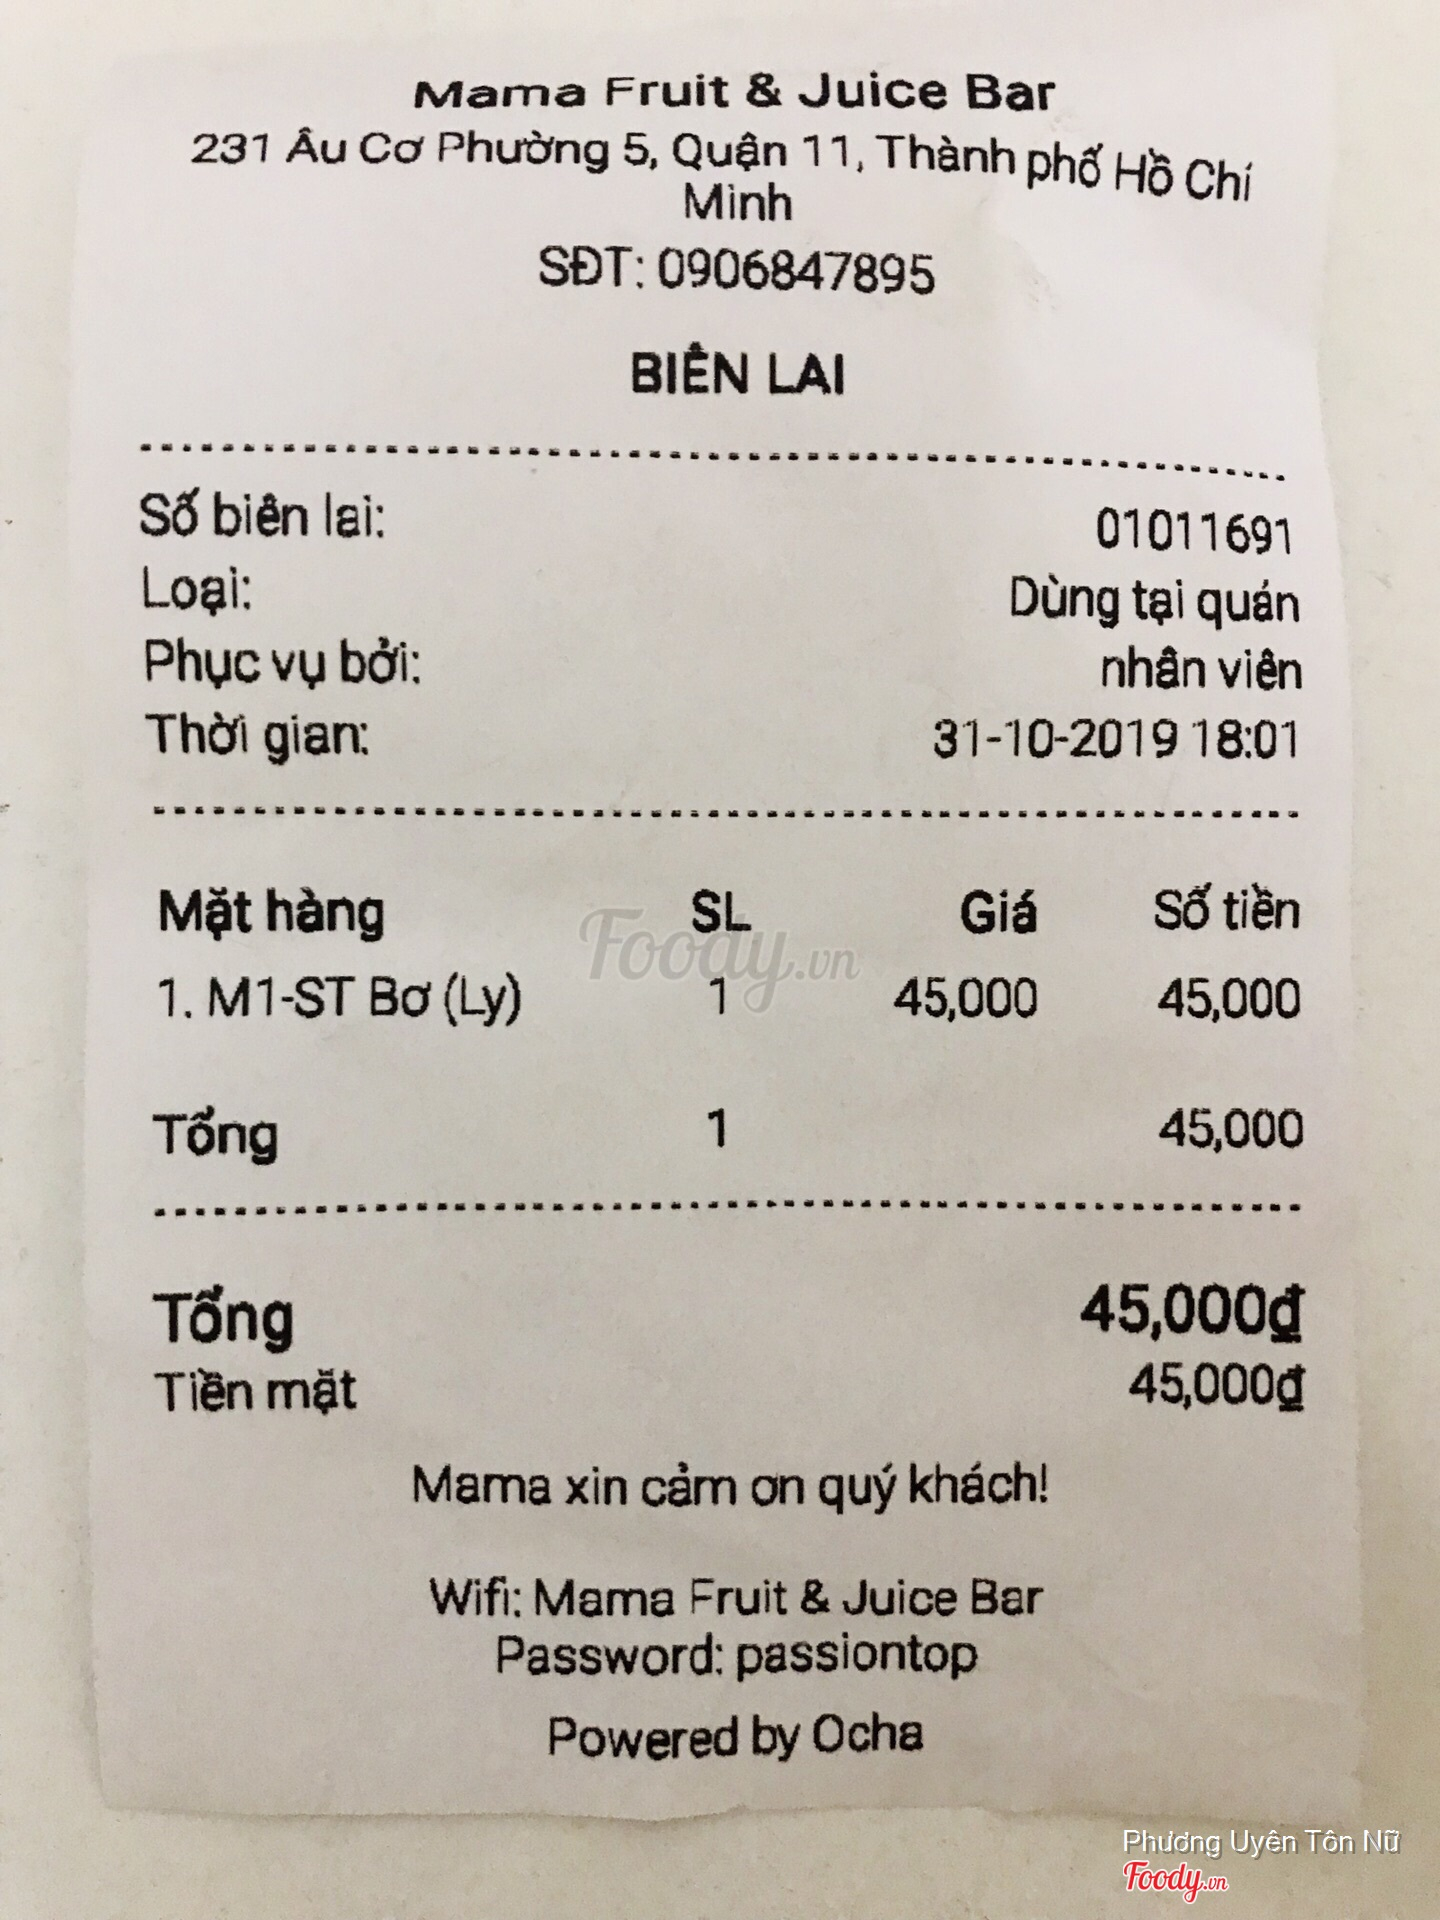 Mama Fruit & Juice Bar
231 Âu Cơ Phường 5, Quận 11, Thành phố Hồ Chí
Minh
SĐT: 0906847895
BIÊN LAI
Số biên lai: 01011691
Loại: Dùng tại quán
Phục vụ bởi: nhân viên
Thời gian: 31-10-2019 18:01
Mặt hàng SL Giá Số tiền
1. M1-ST Bơ (Ly) 1 45,000 45,000
Tổng 1 45,000
Tổng 45,000₫
Tiền mặt 45,000₫
Mama xin cảm ơn quý khách!
Wifi: Mama Fruit & Juice Bar
Password: passiontop
Powered by Ocha
Foody.vn
Phương Uyên Tôn Nữ
Foody.vn